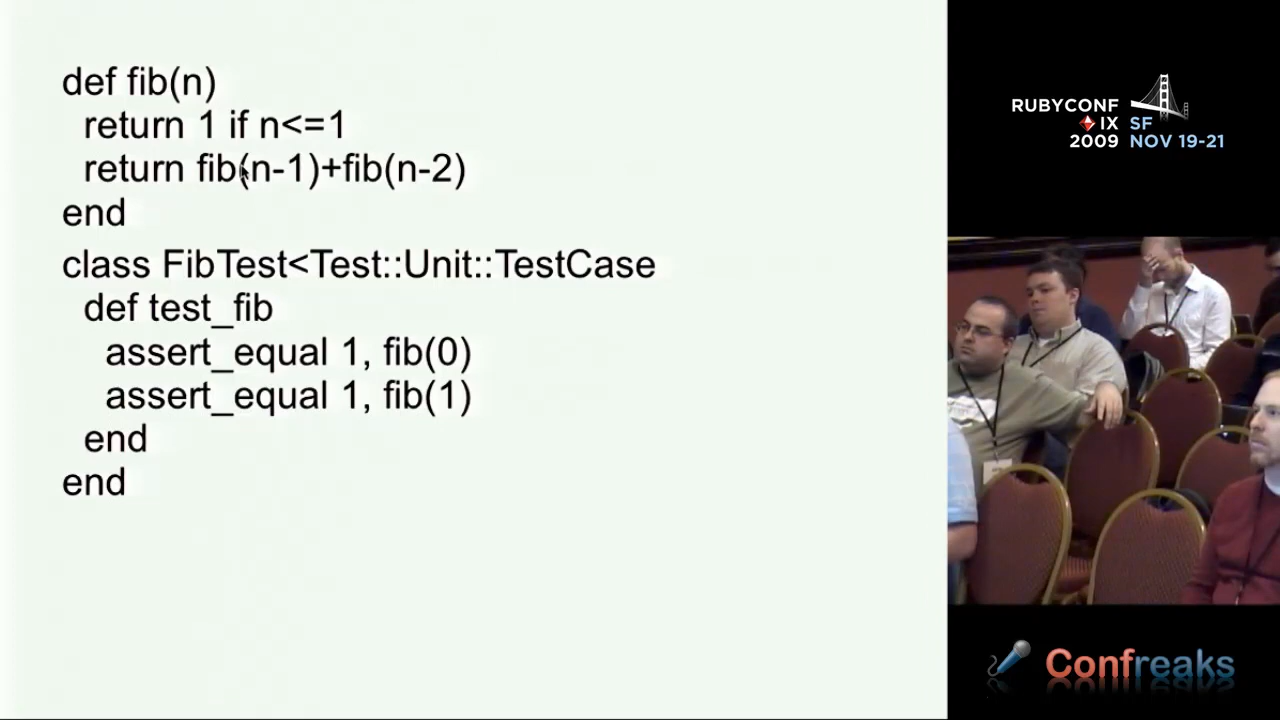 def fib(n)
return 1 if n<=1
return fib(n-1)+fib(n-2)
end
class FibTest<Test::Unit::TestCase
def test_fib
assert_equal 1, fib(0)
assert_equal 1, fib(1)
end
end
RUBYCONF
IX SF
2009 NOV 19-21
Confreaks